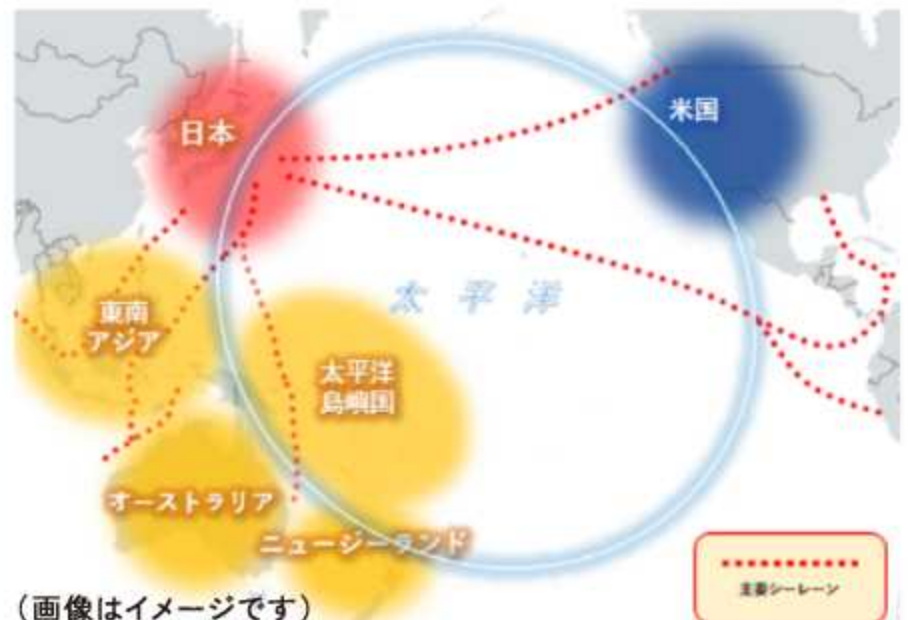 日本
米国
太平洋
東南
アジア
太平洋
島嶼国
オーストラリア
ニュージーランド
主要シーレーン
（画像はイメージです）